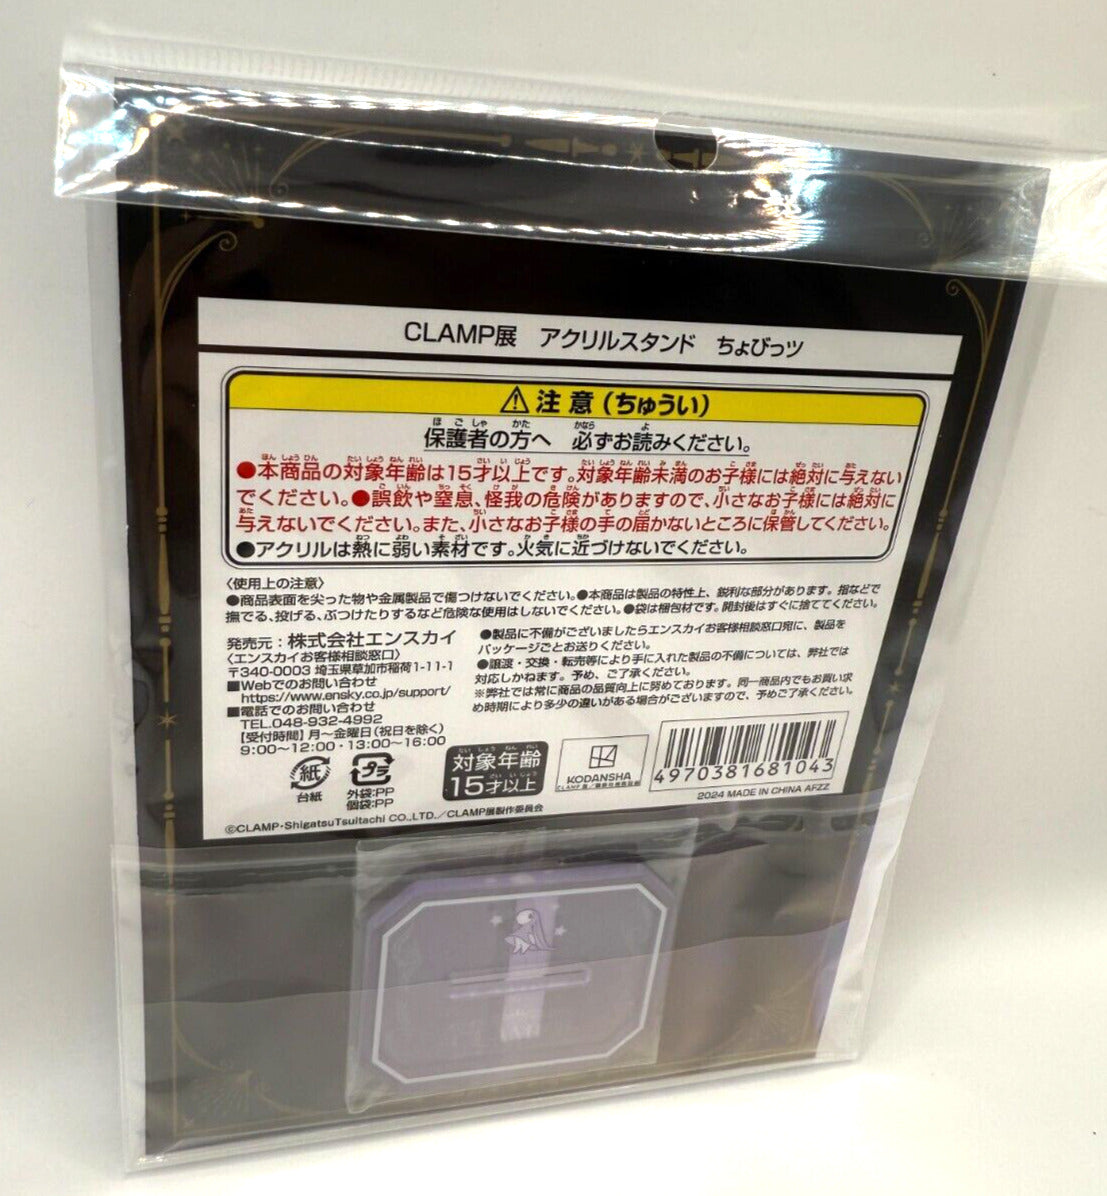 CLAMP展 アクリルスタンド ちょびっツ
注意(ちゅうい)
保護者の方へ 必ずお読みください。
●本商品の対象年齢は15才以上です。対象年齢未満のお子様には絶対に与えない
でください。●誤飲や窒息、怪我の危険がありますので、小さなお子様には絶対に
与えないでください。また、小さなお子様の手の届かないところに保管してください。
●アクリルは熱に弱い素材です。火気に近づけないでください。
〈使用上の注意〉
●商品表面を尖った物や金属製品で傷つけないでください。●本商品は製品の特性上、鋭利な部分があります。指などで
撫でる、投げる、ぶつけたりするなど危険な使用はしないでください。●袋は梱包材です。開封後はすぐに捨ててください。
発売元：株式会社エンスカイ
〈エンスカイお客様相談窓口〉
〒340-0003 埼玉県草加市稲荷1-11-1
■Webでのお問い合わせ
https://www.ensky.co.jp/support/
■電話でのお問い合わせ
TEL.048-932-4992
【受付時間】月～金曜日(祝日を除く)
9:00～12:00・13:00～16:00
●製品に不備がございましたらエンスカイお客様相談窓口宛に、製品を
パッケージごとお送りください。
●譲渡・交換・転売等により手に入れた製品の不備については、弊社では
対応しかねます。予め、ご了承ください。
※弊社では常に商品の品質向上に努めております。同一商品内でもお買い求
め時期により多少の違いがある場合がございますので、予めご了承ください。
紙
台紙
プラ
外袋:PP
個袋:PP
対象年齢
15才以上
KODANSHA
4970381681043
2024 MADE IN CHINA AFZZ
©CLAMP・ShigatsuTsuitachi CO.,LTD.／CLAMP展製作委員会